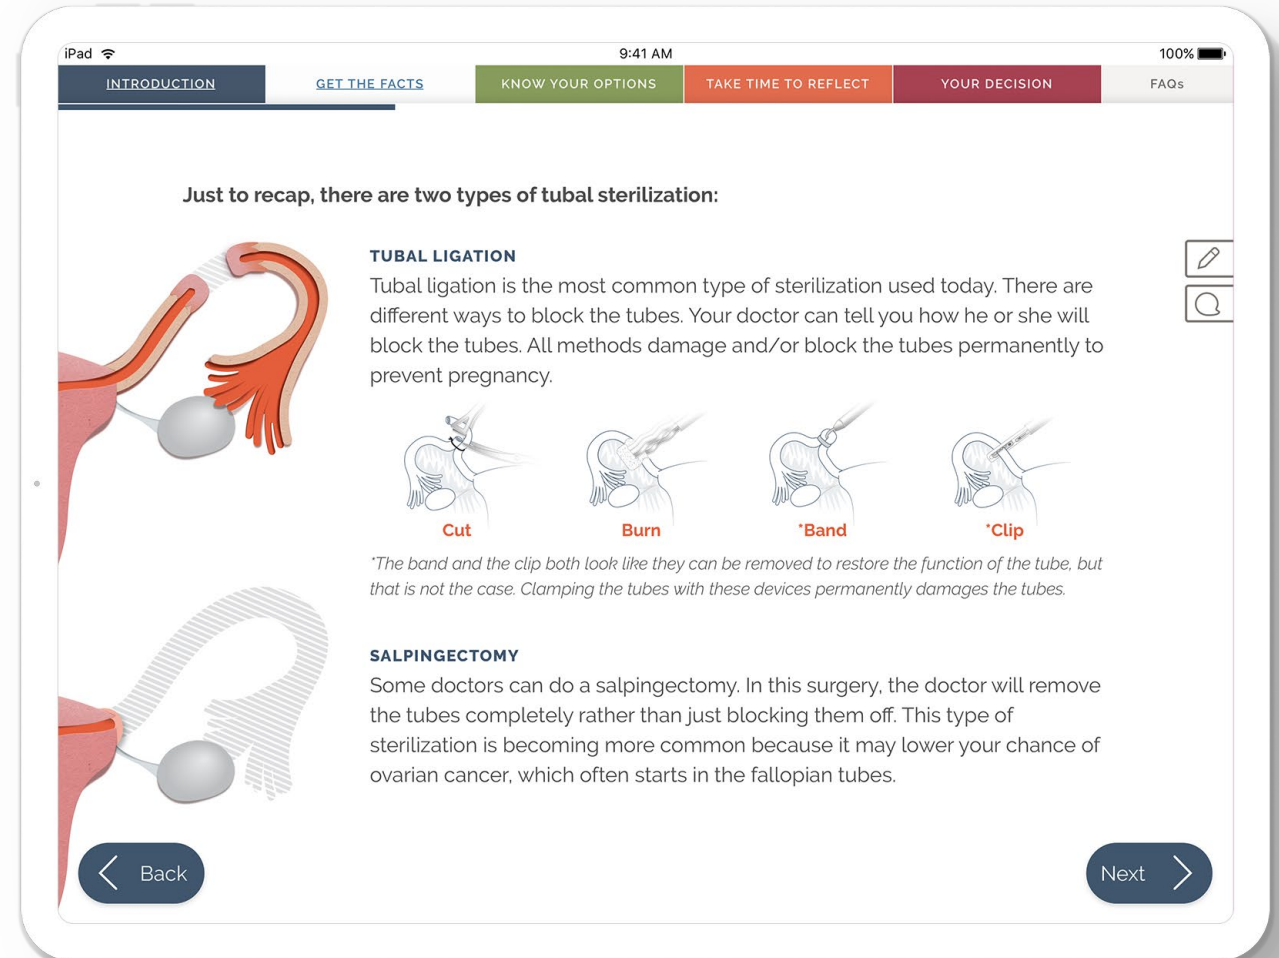 iPad
9:41 AM
100%
INTRODUCTION
GET THE FACTS
KNOW YOUR OPTIONS
TAKE TIME TO REFLECT
YOUR DECISION
FAQs
Just to recap, there are two types of tubal sterilization:
TUBAL LIGATION
Tubal ligation is the most common type of sterilization used today. There are
different ways to block the tubes. Your doctor can tell you how he or she will
block the tubes. All methods damage and/or block the tubes permanently to
prevent pregnancy.
Cut
Burn
*Band
*Clip
*The band and the clip both look like they can be removed to restore the function of the tube, but
that is not the case. Clamping the tubes with these devices permanently damages the tubes.
SALPINGECTOMY
Some doctors can do a salpingectomy. In this surgery, the doctor will remove
the tubes completely rather than just blocking them off. This type of
sterilization is becoming more common because it may lower your chance of
ovarian cancer, which often starts in the fallopian tubes.
Back
Next